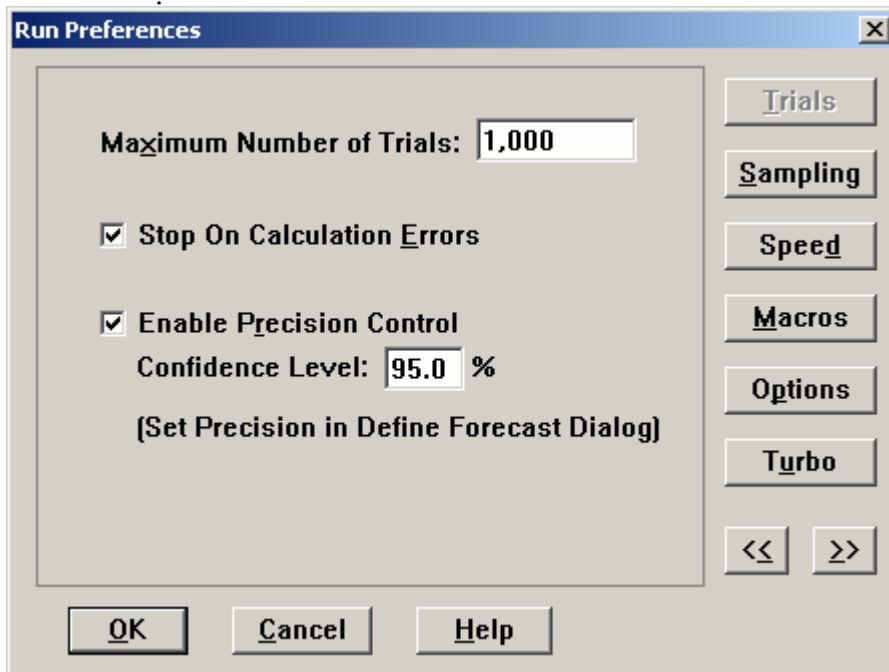 Run Preferences
Maximum Number of Trials: 1,000
Stop On Calculation Errors
Enable Precision Control
Confidence Level: 95.0 %
(Set Precision in Define Forecast Dialog)
Trials
Sampling
Speed
Macros
Options
Turbo
<< >>
OK Cancel Help